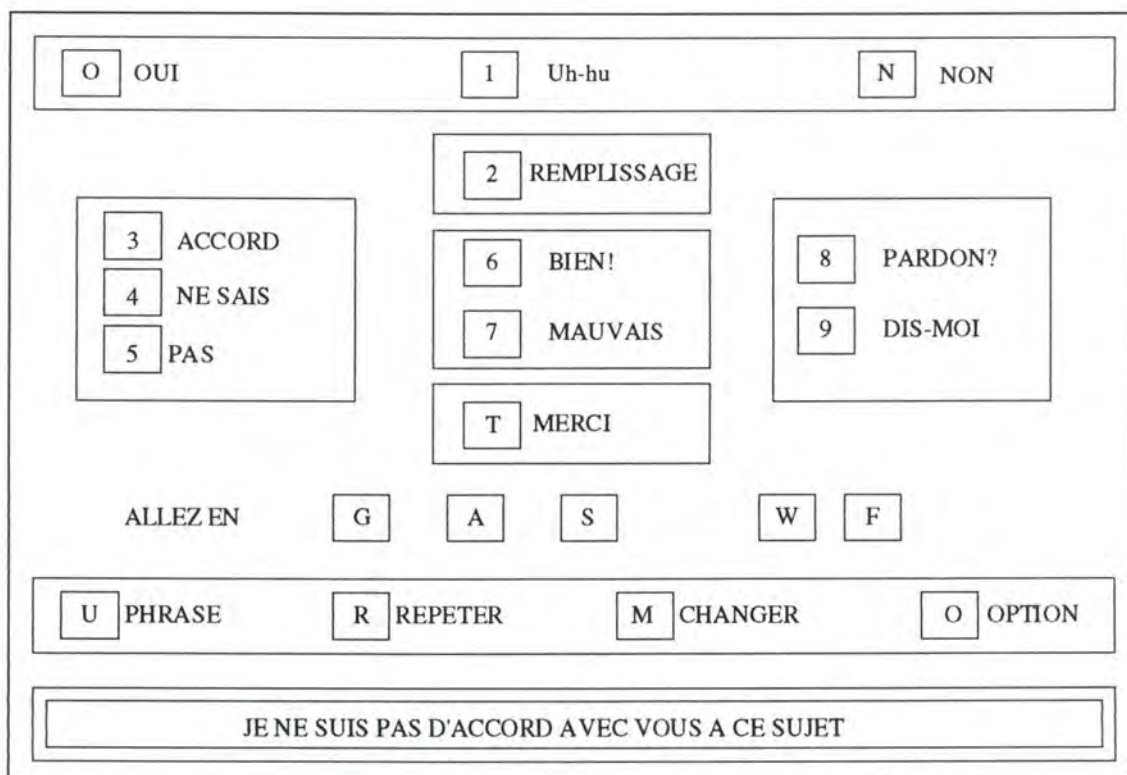 O OUI 1 Uh-hu N NON
2 REMPLISSAGE
3 ACCORD
4 NE SAIS
5 PAS
6 BIEN!
7 MAUVAIS
8 PARDON?
9 DIS-MOI
T MERCI
ALLEZ EN G A S W F
U PHRASE R REPETER M CHANGER O OPTION
JE NE SUIS PAS D'ACCORD AVEC VOUS A CE SUJET